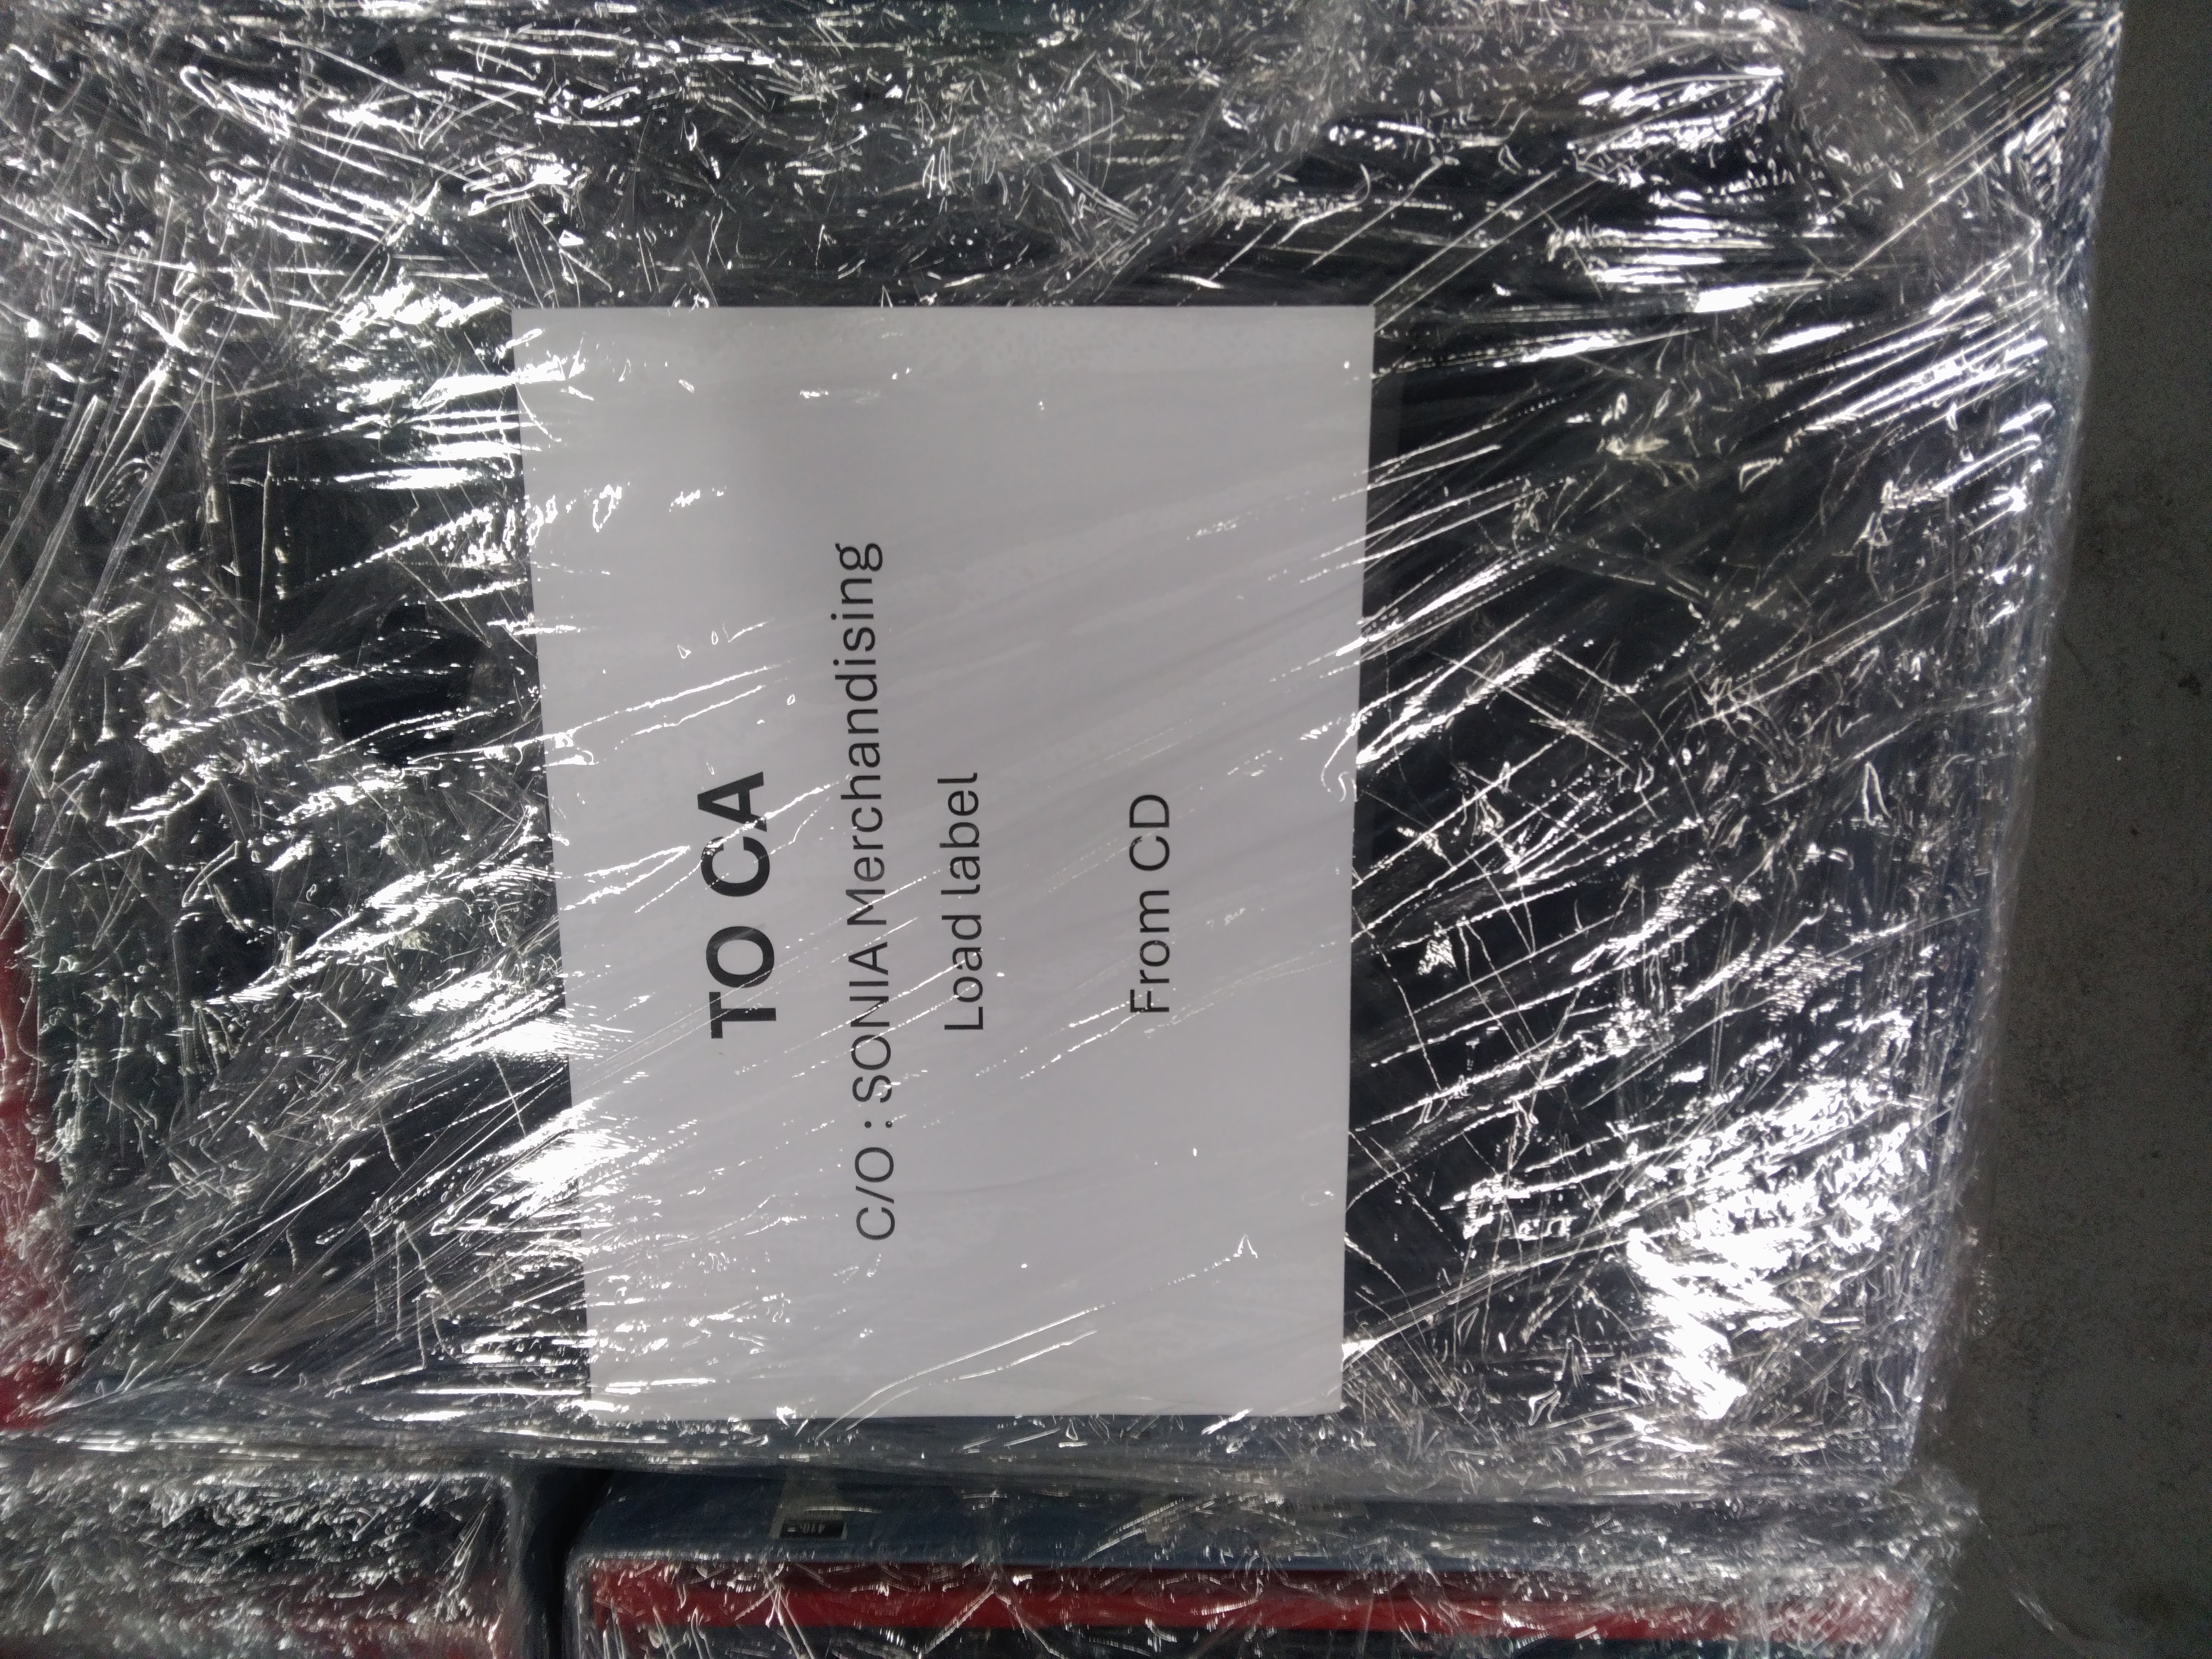 TO CA
C/O : SONIA Merchandising
Load label
From CD